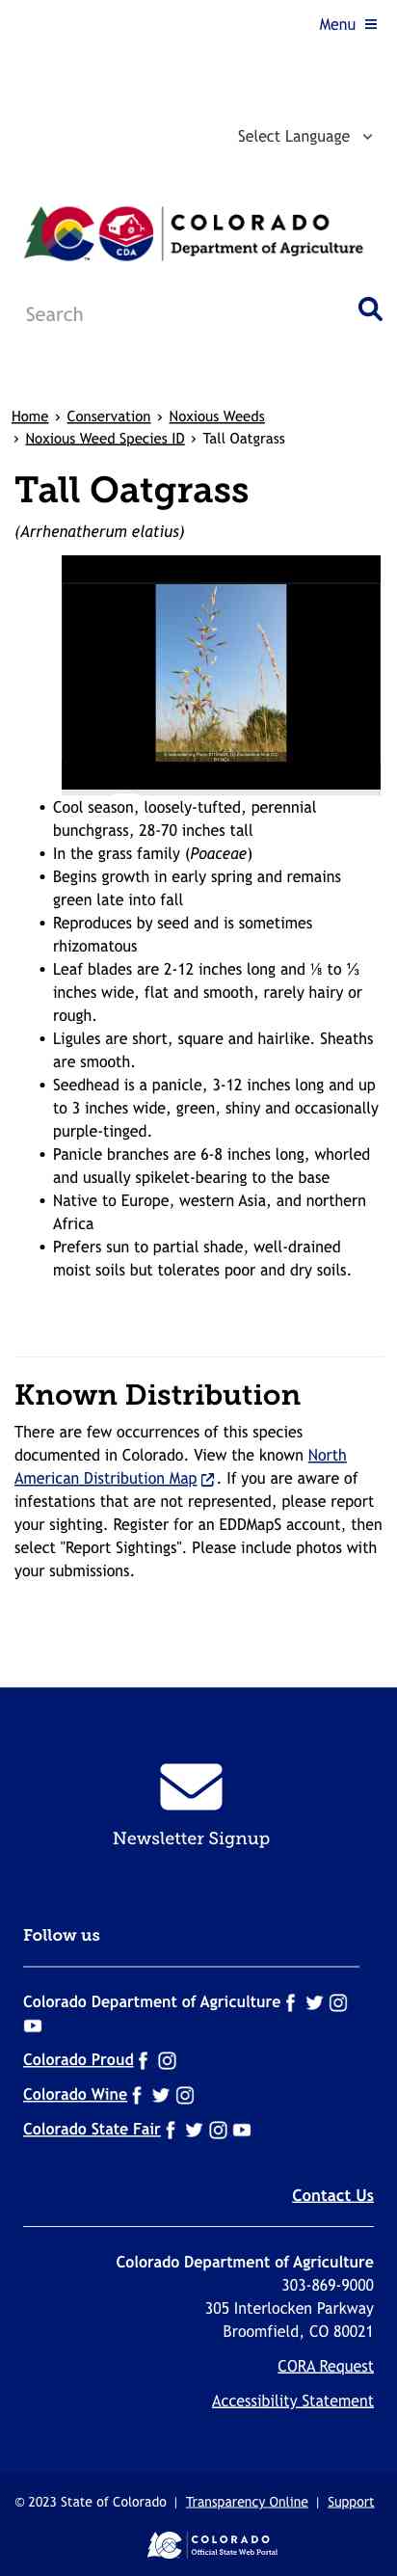 Menu
Select Language
COLORADO
CDA
Department of Agriculture
Search
Home › Conservation › Noxious Weeds
› Noxious Weed Species ID › Tall Oatgrass
Tall Oatgrass
(Arrhenatherum elatius)
• Cool season, loosely-tufted, perennial
bunchgrass, 28-70 inches tall
• In the grass family (Poaceae)
• Begins growth in early spring and remains
green late into fall
• Reproduces by seed and is sometimes
rhizomatous
• Leaf blades are 2-12 inches long and ⅛ to ⅓
inches wide, flat and smooth, rarely hairy or
rough.
• Ligules are short, square and hairlike. Sheaths
are smooth.
• Seedhead is a panicle, 3-12 inches long and up
to 3 inches wide, green, shiny and occasionally
purple-tinged.
• Panicle branches are 6-8 inches long, whorled
and usually spikelet-bearing to the base
• Native to Europe, western Asia, and northern
Africa
• Prefers sun to partial shade, well-drained
moist soils but tolerates poor and dry soils.
Known Distribution
There are few occurrences of this species
documented in Colorado. View the known North
American Distribution Map. If you are aware of
infestations that are not represented, please report
your sighting. Register for an EDDMapS account, then
select "Report Sightings". Please include photos with
your submissions.
Newsletter Signup
Follow us
Colorado Department of Agriculture
Colorado Proud
Colorado Wine
Colorado State Fair
Contact Us
Colorado Department of Agriculture
303-869-9000
305 Interlocken Parkway
Broomfield, CO 80021
CORA Request
Accessibility Statement
© 2023 State of Colorado | Transparency Online | Support
COLORADO
Official State Web Portal